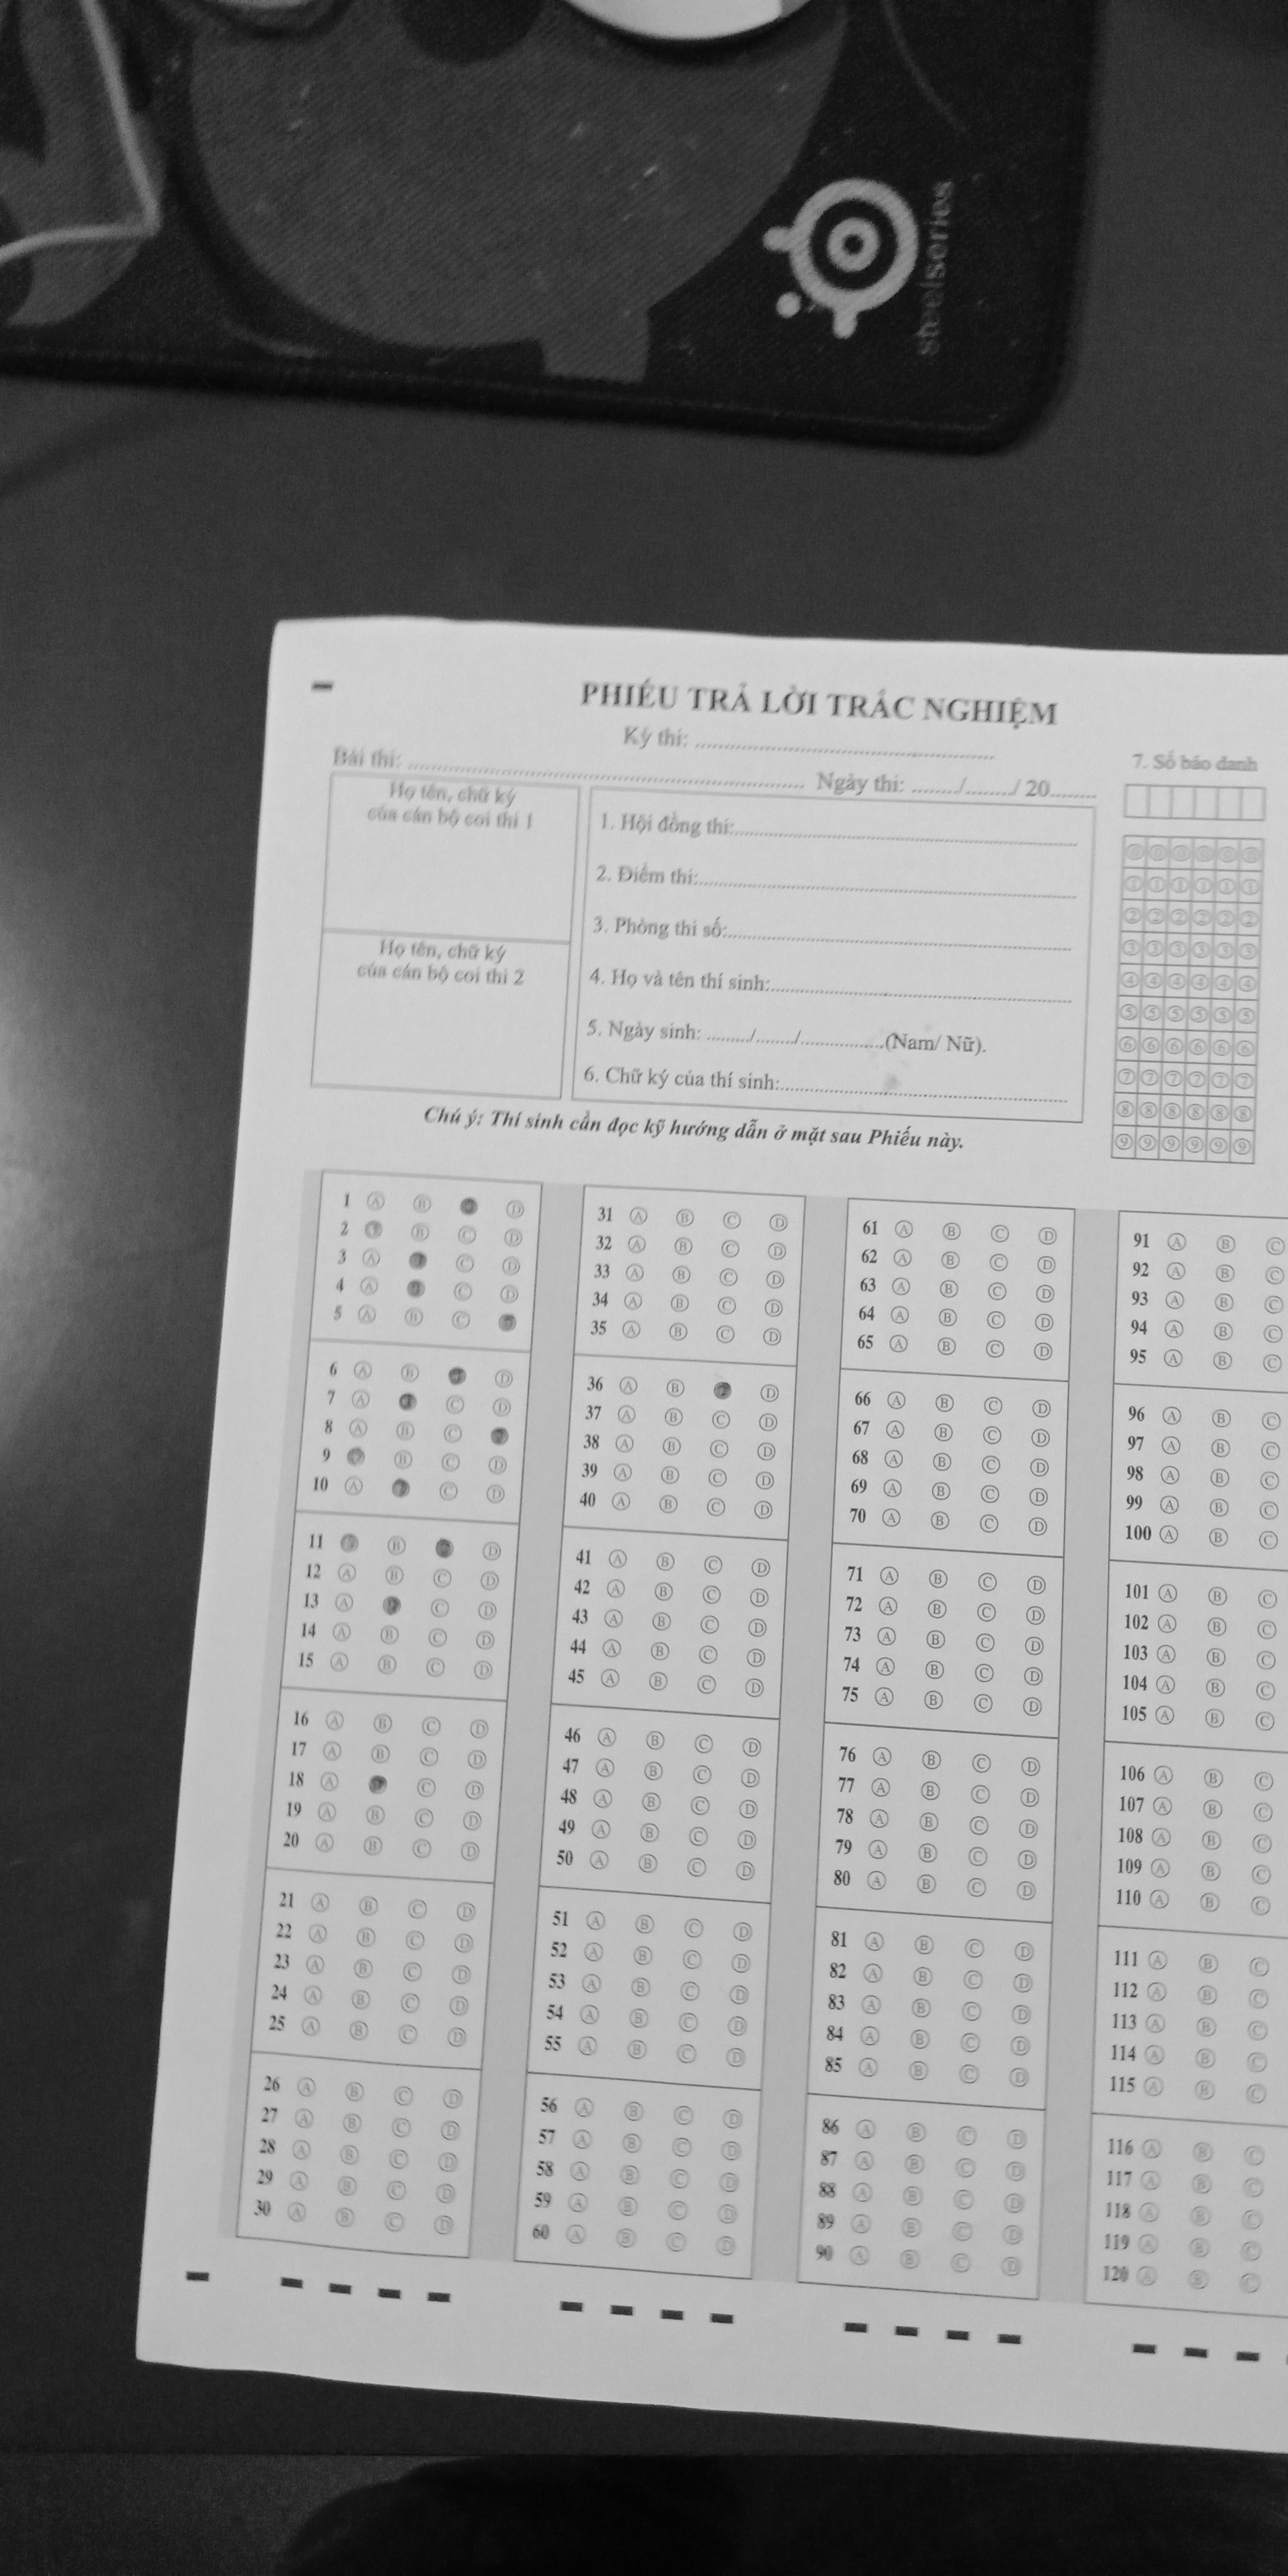 steelseries
PHIẾU TRẢ LỜI TRẮC NGHIỆM
Kỳ thi: ........................................
Bài thi: ........................................ Ngày thi: ......../......../ 20........
7. Số báo danh
Họ tên, chữ ký
của cán bộ coi thi 1
Họ tên, chữ ký
của cán bộ coi thi 2
1. Hội đồng thi:........................................
2. Điểm thi:........................................
3. Phòng thi số:........................................
4. Họ và tên thí sinh:........................................
5. Ngày sinh: ........./......../................(Nam/ Nữ).
6. Chữ ký của thí sinh:........................................
0 0 0 0 0 0
1 1 1 1 1 1
2 2 2 2 2 2
3 3 3 3 3 3
4 4 4 4 4 4
5 5 5 5 5 5
6 6 6 6 6 6
7 7 7 7 7 7
8 8 8 8 8 8
9 9 9 9 9 9
Chú ý: Thí sinh cần đọc kỹ hướng dẫn ở mặt sau Phiếu này.
1 A B D
2 B C D
3 A C D
4 A C D
5 A B C
6 A B D
7 A C D
8 A B C
9 B C D
10 A C D
11 B D
12 A B C D
13 A C D
14 A B C D
15 A B C D
16 A B C D
17 A B C D
18 A C D
19 A B C D
20 A B C D
21 A B C D
22 A B C D
23 A B C D
24 A B C D
25 A B C D
26 A B C D
27 A B C D
28 A B C D
29 A B C D
30 A B C D
31 A B C D
32 A B C D
33 A B C D
34 A B C D
35 A B C D
36 A B D
37 A B C D
38 A B C D
39 A B C D
40 A B C D
41 A B C D
42 A B C D
43 A B C D
44 A B C D
45 A B C D
46 A B C D
47 A B C D
48 A B C D
49 A B C D
50 A B C D
51 A B C D
52 A B C D
53 A B C D
54 A B C D
55 A B C D
56 A B C D
57 A B C D
58 A B C D
59 A B C D
60 A B C D
61 A B C D
62 A B C D
63 A B C D
64 A B C D
65 A B C D
66 A B C D
67 A B C D
68 A B C D
69 A B C D
70 A B C D
71 A B C D
72 A B C D
73 A B C D
74 A B C D
75 A B C D
76 A B C D
77 A B C D
78 A B C D
79 A B C D
80 A B C D
81 A B C D
82 A B C D
83 A B C D
84 A B C D
85 A B C D
86 A B C D
87 A B C D
88 A B C D
89 A B C D
90 A B C D
91 A B C
92 A B C
93 A B C
94 A B C
95 A B C
96 A B C
97 A B C
98 A B C
99 A B C
100 A B C
101 A B C
102 A B C
103 A B C
104 A B C
105 A B C
106 A B C
107 A B C
108 A B C
109 A B C
110 A B C
111 A B C
112 A B C
113 A B C
114 A B C
115 A B C
116 A B C
117 A B C
118 A B C
119 A B C
120 A B C